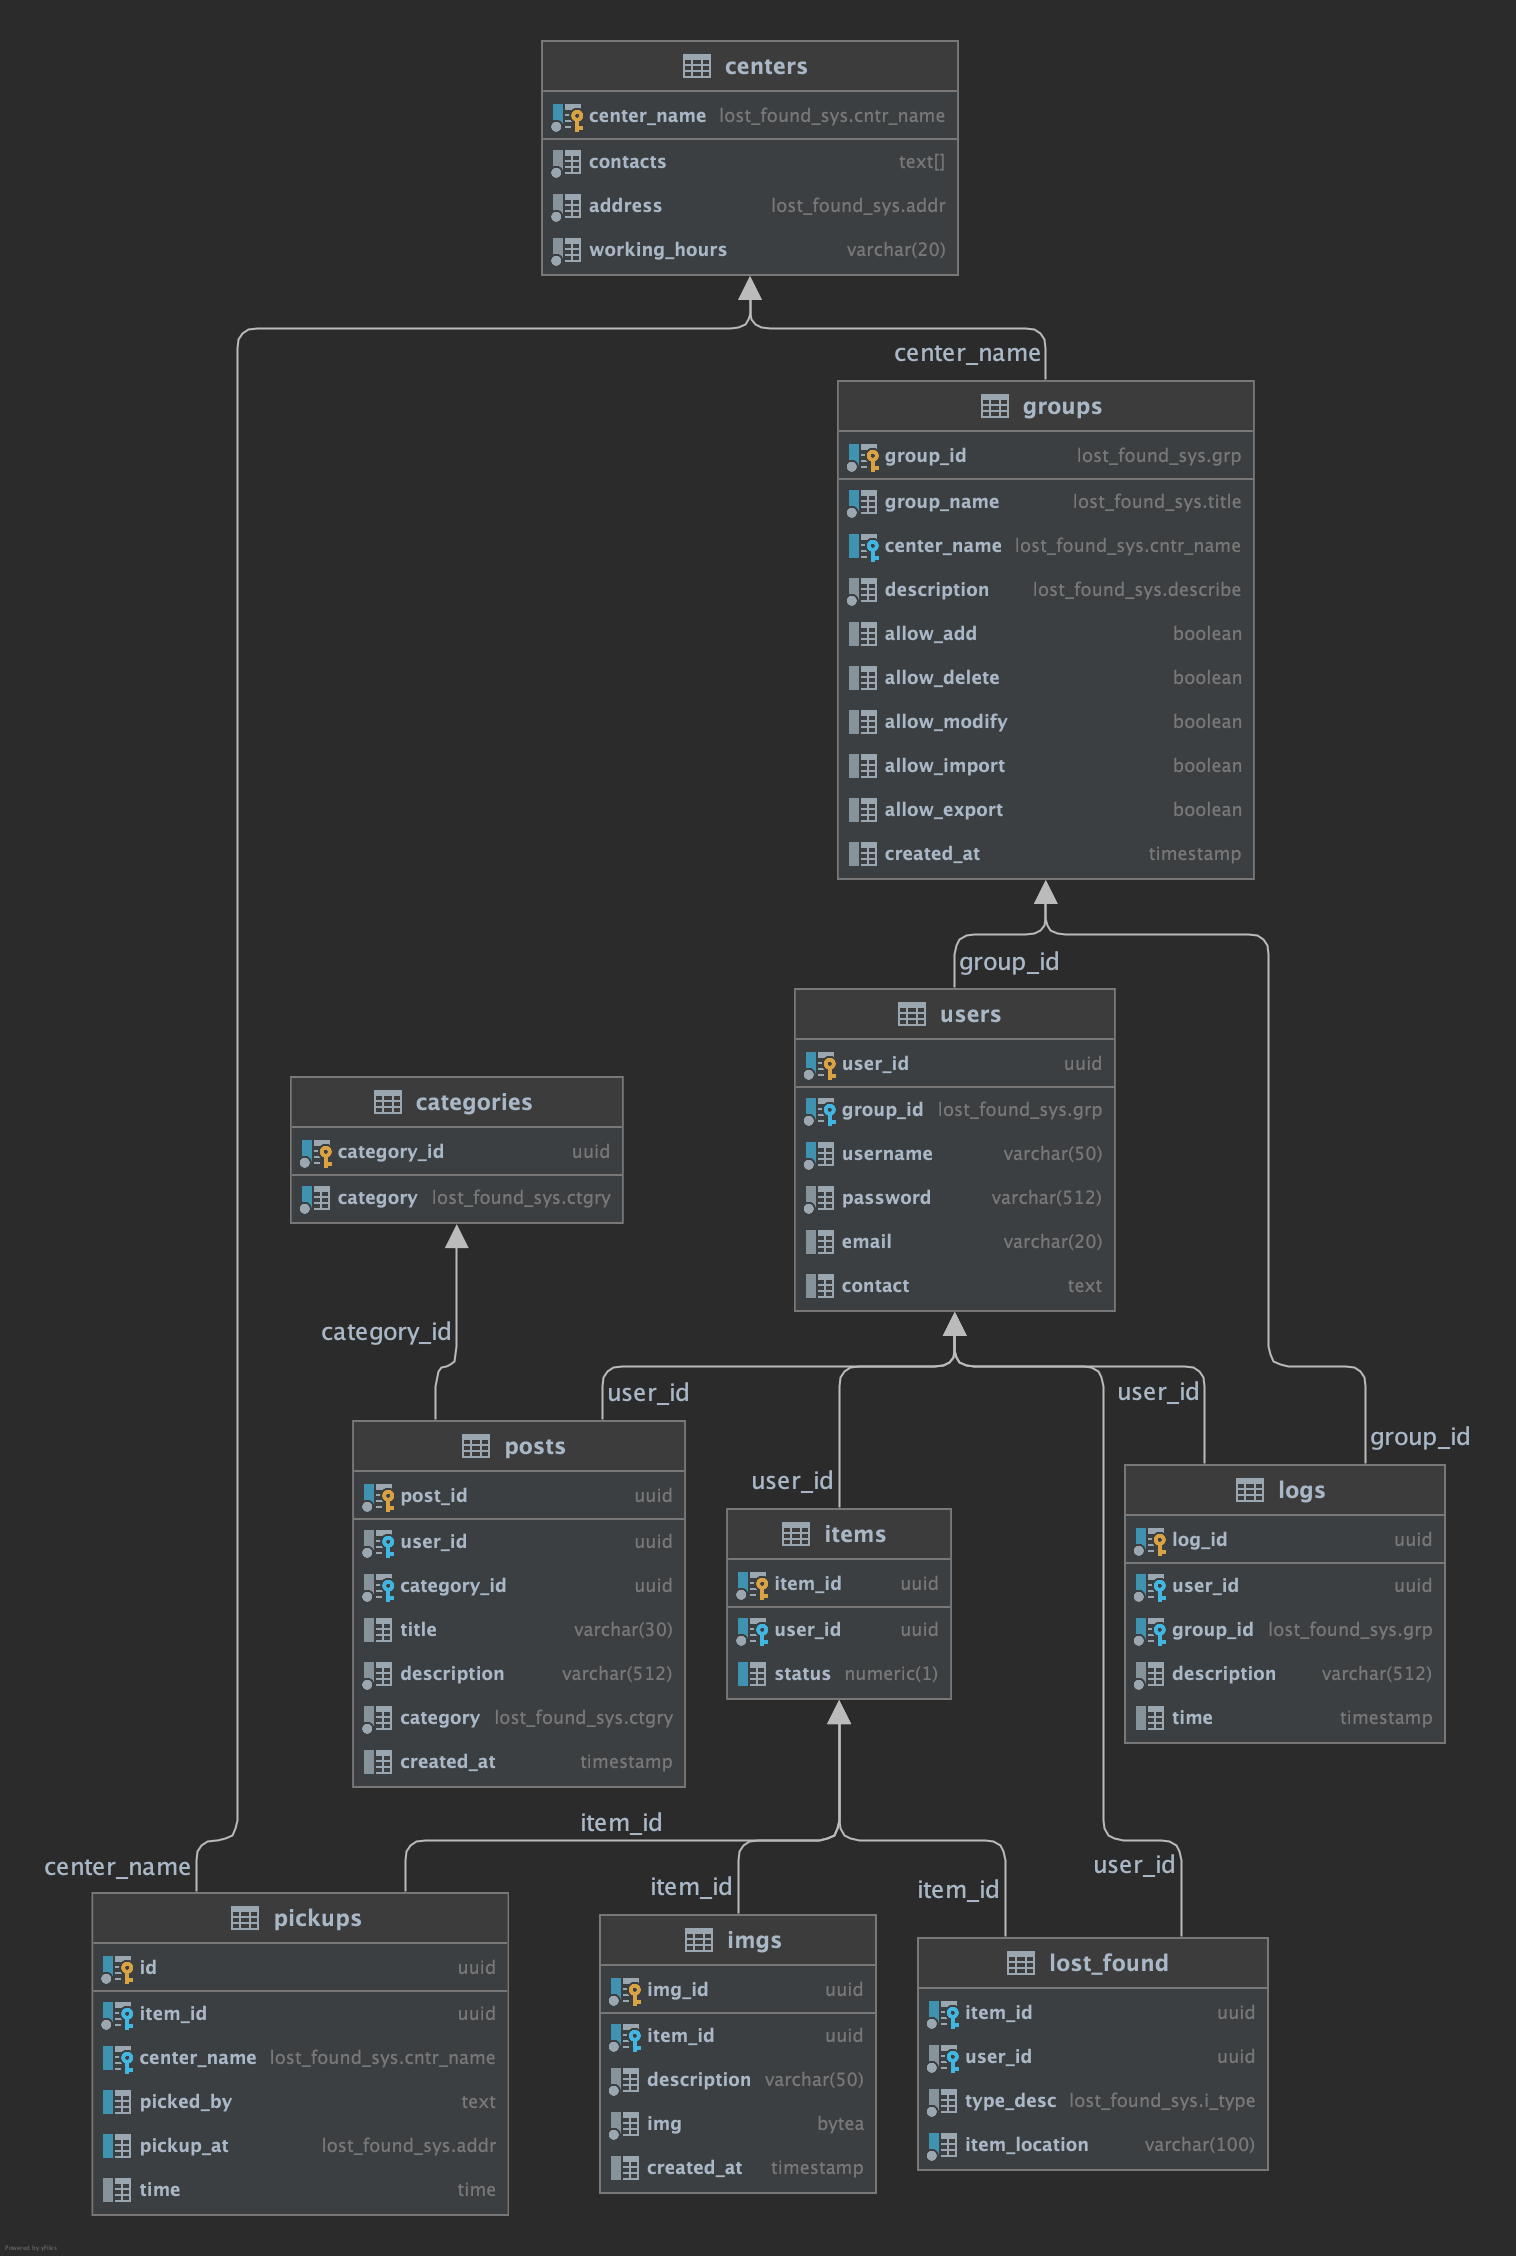 centers
center_name lost_found_sys.cntr_name
contacts text[]
address lost_found_sys.addr
working_hours varchar(20)
center_name
groups
group_id lost_found_sys.grp
group_name lost_found_sys.title
center_name lost_found_sys.cntr_name
description lost_found_sys.describe
allow_add boolean
allow_delete boolean
allow_modify boolean
allow_import boolean
allow_export boolean
created_at timestamp
group_id
users
user_id uuid
group_id lost_found_sys.grp
username varchar(50)
password varchar(512)
email varchar(20)
contact text
categories
category_id uuid
category lost_found_sys.ctgry
category_id
user_id
user_id
user_id
group_id
posts
post_id uuid
user_id uuid
category_id uuid
title varchar(30)
description varchar(512)
category lost_found_sys.ctgry
created_at timestamp
items
item_id uuid
user_id uuid
status numeric(1)
logs
log_id uuid
user_id uuid
group_id lost_found_sys.grp
description varchar(512)
time timestamp
center_name
item_id
item_id
item_id
user_id
pickups
id uuid
item_id uuid
center_name lost_found_sys.cntr_name
picked_by text
pickup_at lost_found_sys.addr
time time
imgs
img_id uuid
item_id uuid
description varchar(50)
img bytea
created_at timestamp
lost_found
item_id uuid
user_id uuid
type_desc lost_found_sys.i_type
item_location varchar(100)
Powered by yFiles